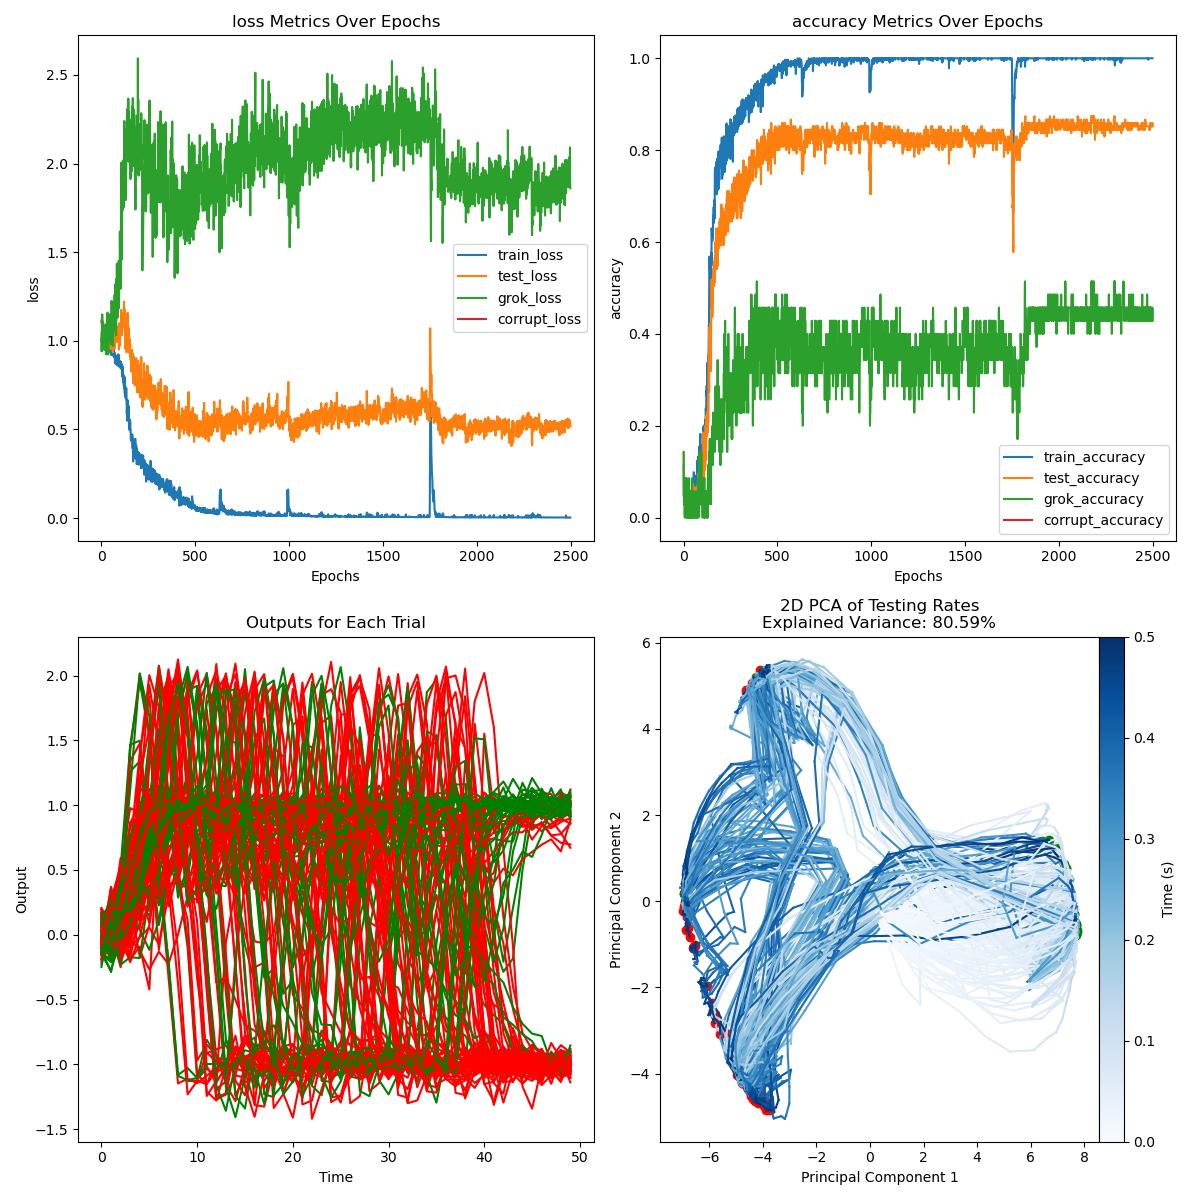 loss Metrics Over Epochs
2.5
2.0
1.5
1.0
0.5
0.0
loss
train_loss
test_loss
grok_loss
corrupt_loss
0 500 1000 1500 2000 2500
Epochs
accuracy Metrics Over Epochs
1.0
0.8
0.6
0.4
0.2
0.0
accuracy
train_accuracy
test_accuracy
grok_accuracy
corrupt_accuracy
0 500 1000 1500 2000 2500
Epochs
Outputs for Each Trial
2.0
1.5
1.0
0.5
0.0
−0.5
−1.0
−1.5
Output
0 10 20 30 40 50
Time
2D PCA of Testing Rates
Explained Variance: 80.59%
6
4
2
0
−2
−4
Principal Component 2
−6 −4 −2 0 2 4 6 8
Principal Component 1
0.5
0.4
0.3
0.2
0.1
0.0
Time (s)